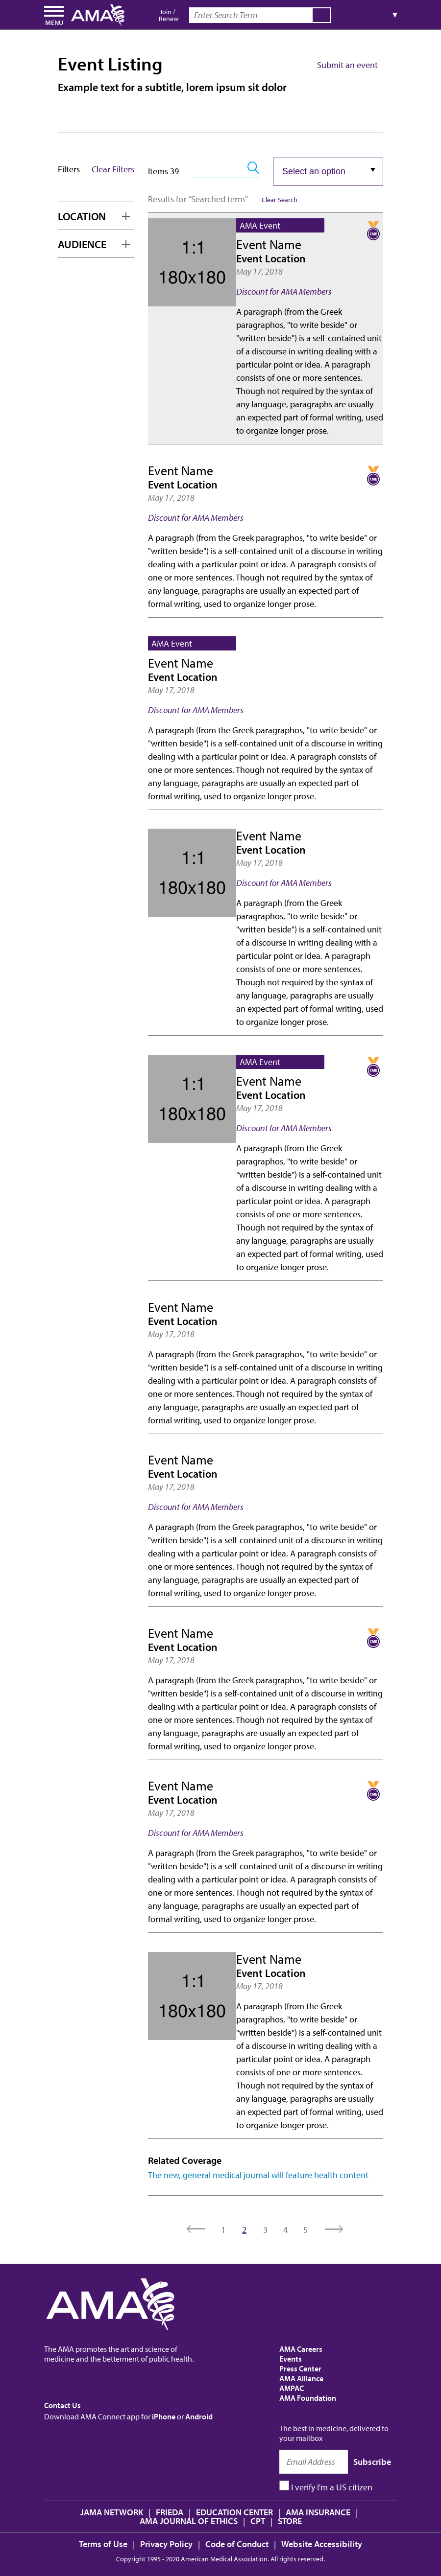 MENU
AMA
Join /
Renew
Enter Search Term
▼
Event Listing
Submit an event
Example text for a subtitle, lorem ipsum sit dolor
Filters
Clear Filters
Items 39
Select an option
Results for "Searched term"
Clear Search
LOCATION
AUDIENCE
1:1
180x180
AMA Event
CME
Event Name
Event Location
May 17, 2018
Discount for AMA Members
A paragraph (from the Greek
paragraphos, "to write beside" or
"written beside") is a self-contained unit
of a discourse in writing dealing with a
particular point or idea. A paragraph
consists of one or more sentences.
Though not required by the syntax of
any language, paragraphs are usually
an expected part of formal writing, used
to organize longer prose.
Event Name
CME
Event Location
May 17, 2018
Discount for AMA Members
A paragraph (from the Greek paragraphos, "to write beside" or
"written beside") is a self-contained unit of a discourse in writing
dealing with a particular point or idea. A paragraph consists of
one or more sentences. Though not required by the syntax of
any language, paragraphs are usually an expected part of
formal writing, used to organize longer prose.
AMA Event
Event Name
Event Location
May 17, 2018
Discount for AMA Members
A paragraph (from the Greek paragraphos, "to write beside" or
"written beside") is a self-contained unit of a discourse in writing
dealing with a particular point or idea. A paragraph consists of
one or more sentences. Though not required by the syntax of
any language, paragraphs are usually an expected part of
formal writing, used to organize longer prose.
1:1
180x180
Event Name
Event Location
May 17, 2018
Discount for AMA Members
A paragraph (from the Greek
paragraphos, "to write beside" or
"written beside") is a self-contained unit
of a discourse in writing dealing with a
particular point or idea. A paragraph
consists of one or more sentences.
Though not required by the syntax of
any language, paragraphs are usually
an expected part of formal writing, used
to organize longer prose.
1:1
180x180
AMA Event
CME
Event Name
Event Location
May 17, 2018
Discount for AMA Members
A paragraph (from the Greek
paragraphos, "to write beside" or
"written beside") is a self-contained unit
of a discourse in writing dealing with a
particular point or idea. A paragraph
consists of one or more sentences.
Though not required by the syntax of
any language, paragraphs are usually
an expected part of formal writing, used
to organize longer prose.
Event Name
Event Location
May 17, 2018
A paragraph (from the Greek paragraphos, "to write beside" or
"written beside") is a self-contained unit of a discourse in writing
dealing with a particular point or idea. A paragraph consists of
one or more sentences. Though not required by the syntax of
any language, paragraphs are usually an expected part of
formal writing, used to organize longer prose.
Event Name
Event Location
May 17, 2018
Discount for AMA Members
A paragraph (from the Greek paragraphos, "to write beside" or
"written beside") is a self-contained unit of a discourse in writing
dealing with a particular point or idea. A paragraph consists of
one or more sentences. Though not required by the syntax of
any language, paragraphs are usually an expected part of
formal writing, used to organize longer prose.
Event Name
CME
Event Location
May 17, 2018
A paragraph (from the Greek paragraphos, "to write beside" or
"written beside") is a self-contained unit of a discourse in writing
dealing with a particular point or idea. A paragraph consists of
one or more sentences. Though not required by the syntax of
any language, paragraphs are usually an expected part of
formal writing, used to organize longer prose.
Event Name
CME
Event Location
May 17, 2018
Discount for AMA Members
A paragraph (from the Greek paragraphos, "to write beside" or
"written beside") is a self-contained unit of a discourse in writing
dealing with a particular point or idea. A paragraph consists of
one or more sentences. Though not required by the syntax of
any language, paragraphs are usually an expected part of
formal writing, used to organize longer prose.
1:1
180x180
Event Name
Event Location
May 17, 2018
A paragraph (from the Greek
paragraphos, "to write beside" or
"written beside") is a self-contained unit
of a discourse in writing dealing with a
particular point or idea. A paragraph
consists of one or more sentences.
Though not required by the syntax of
any language, paragraphs are usually
an expected part of formal writing, used
to organize longer prose.
Related Coverage
The new, general medical journal will feature health content
1 2 3 4 5
AMA
The AMA promotes the art and science of
medicine and the betterment of public health.
Contact Us
Download AMA Connect app for iPhone or Android
AMA Careers
Events
Press Center
AMA Alliance
AMPAC
AMA Foundation
The best in medicine, delivered to
your mailbox
Email Address
Subscribe
I verify I'm a US citizen
JAMA NETWORK | FRIEDA | EDUCATION CENTER | AMA INSURANCE |
AMA JOURNAL OF ETHICS | CPT | STORE
Terms of Use | Privacy Policy | Code of Conduct | Website Accessibility
Copyright 1995 - 2020 American Medical Association. All rights reserved.